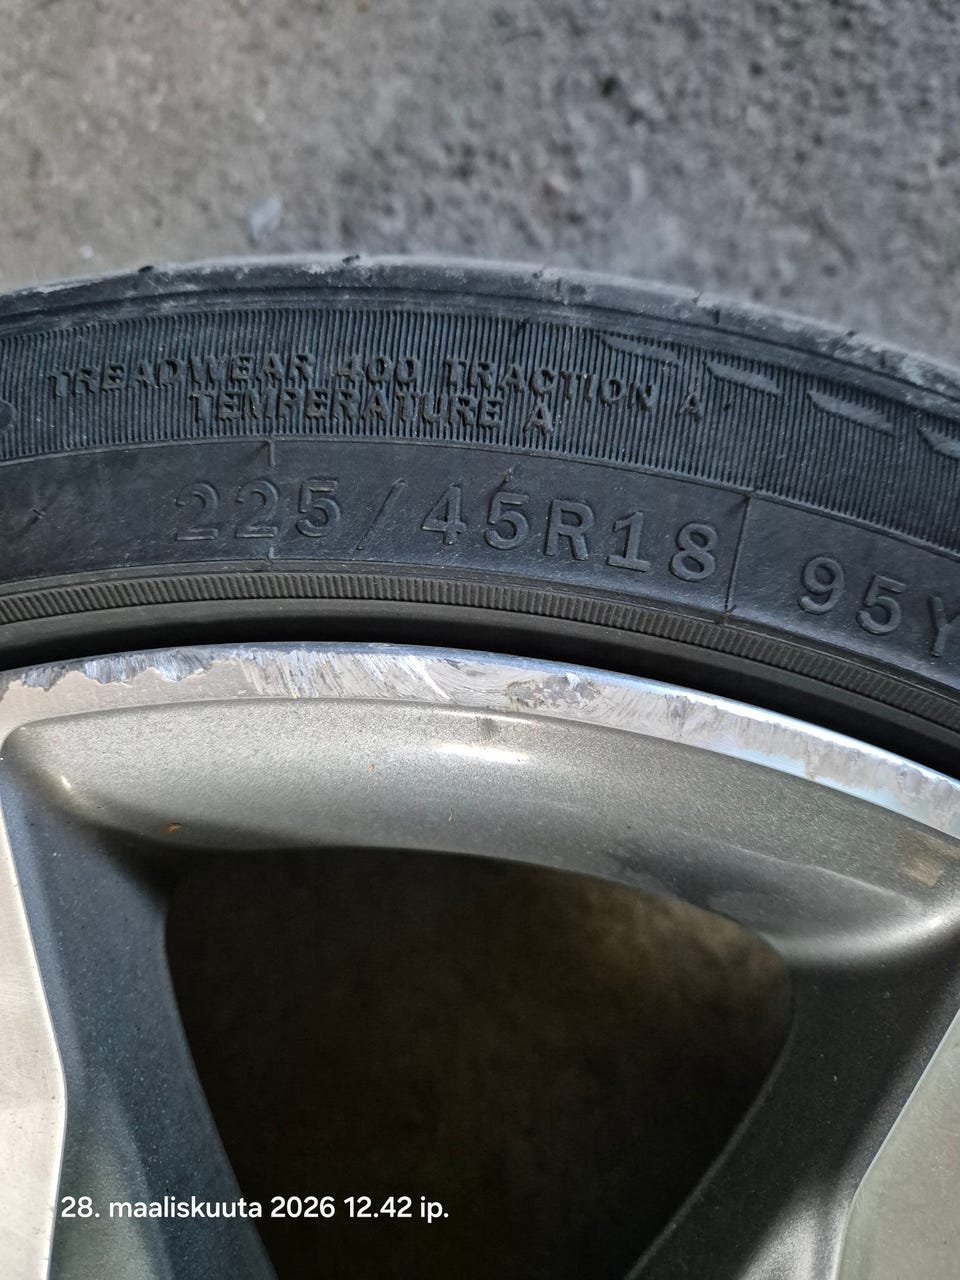 TREADWEAR 400 TRACTION A
TEMPERATURE A
225/45R18 95Y
28. maaliskuuta 2026 12.42 ip.